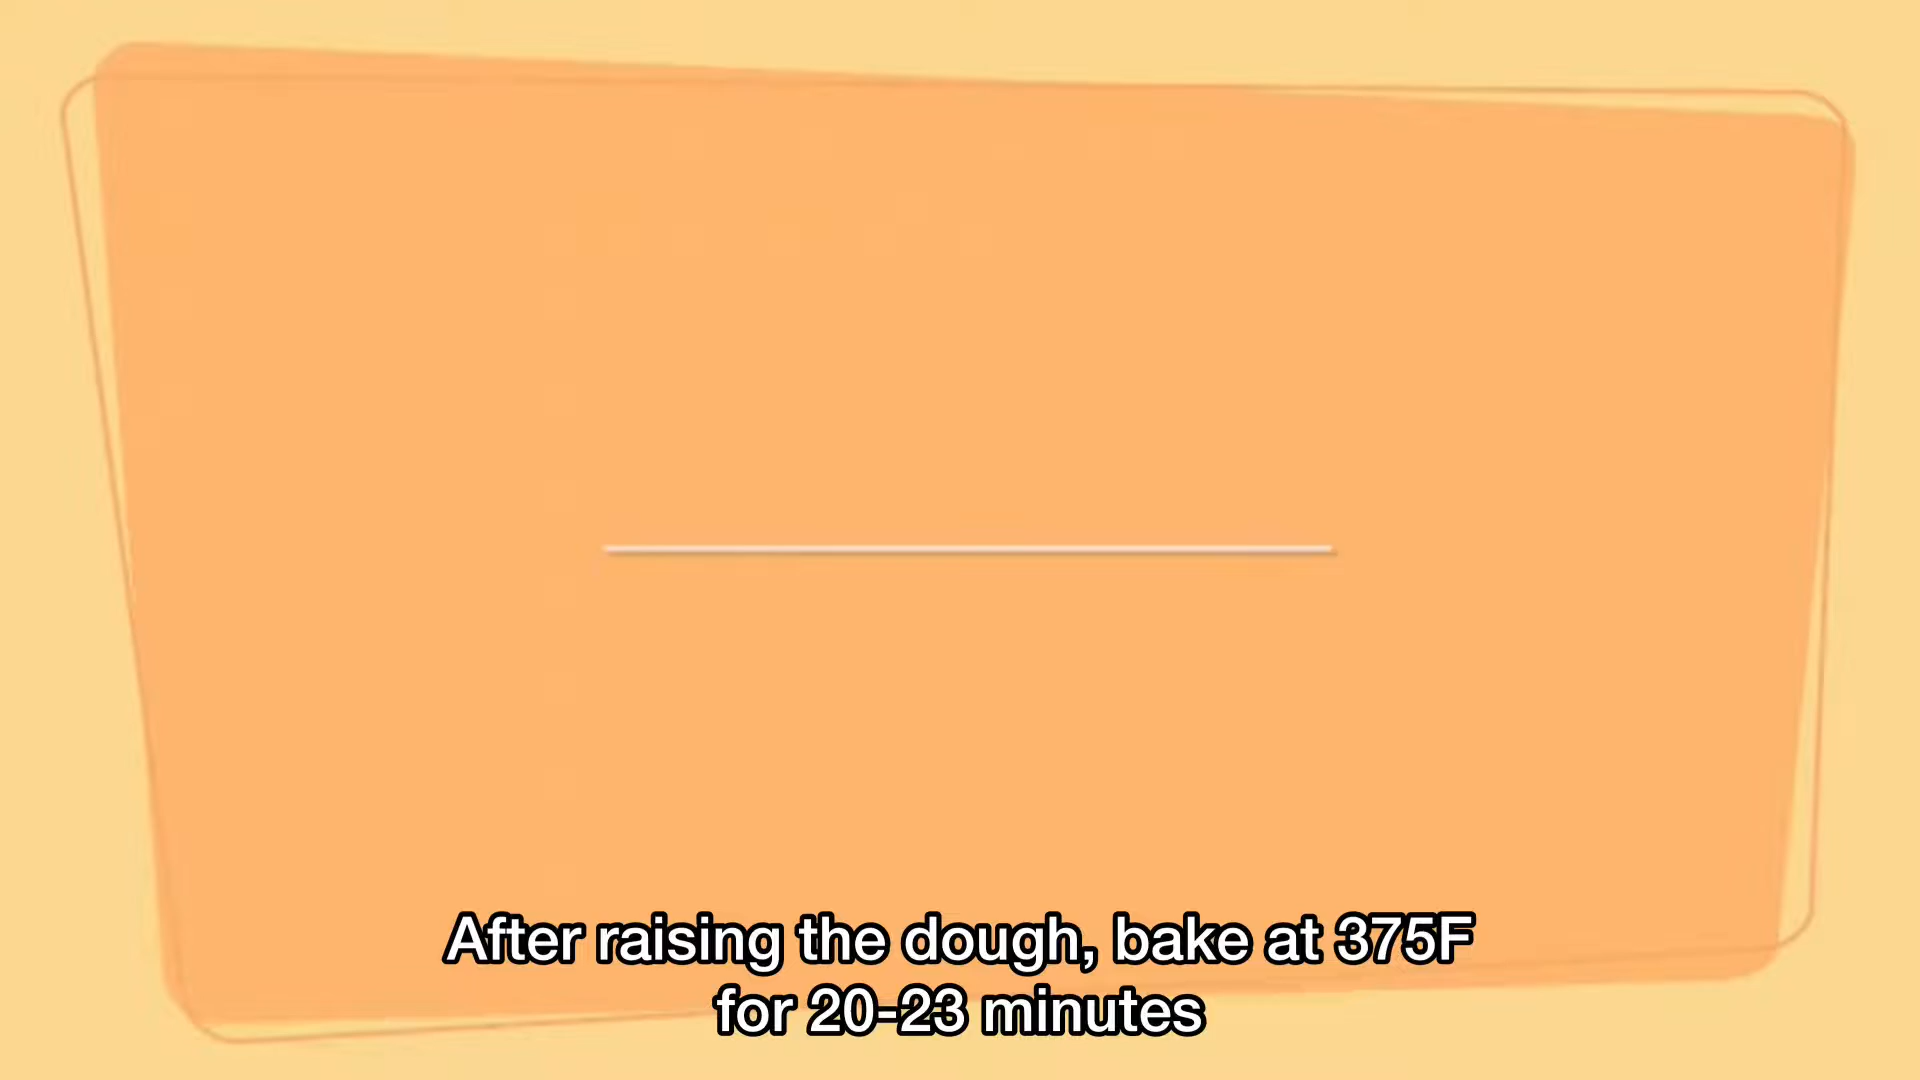 After raising the dough, bake at 375F
for 20-23 minutes